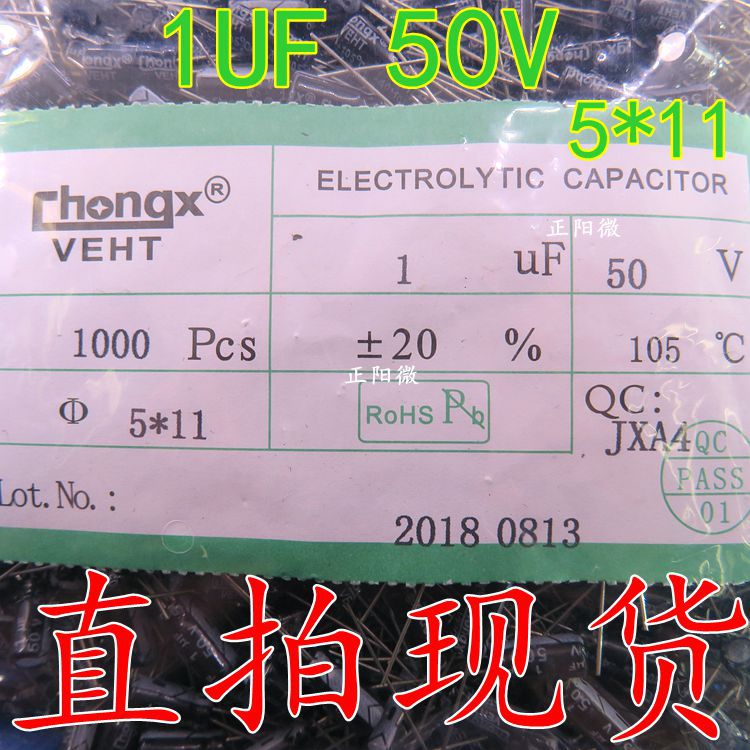 1UF 50V
5*11
Chongx®
VEHT
ELECTROLYTIC CAPACITOR
正阳微
1 uF 50 V
1000 Pcs ±20 % 105 ℃
正阳微
Φ 5*11
RoHS Pb
QC:
JXA4
QC
PASS
01
Lot.No.:
2018 0813
直拍现货